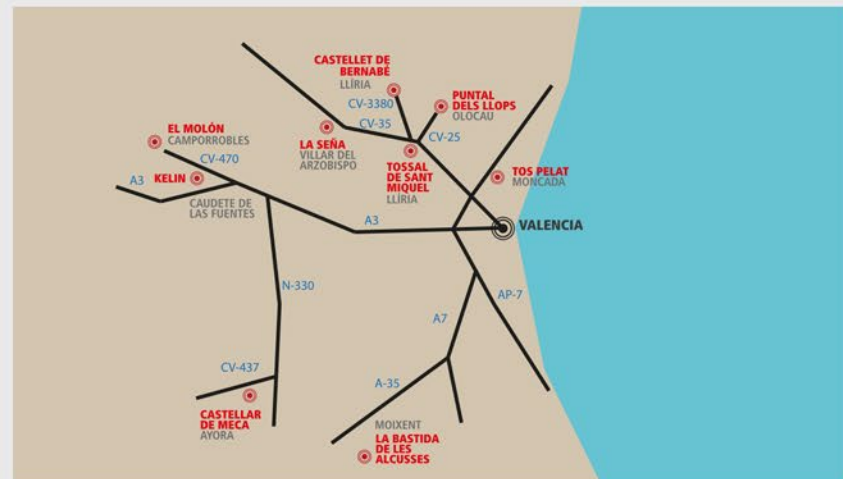 CASTELLET DE
BERNABÉ
LLÍRIA
CV-3380
PUNTAL
DELS LLOPS
OLOCAU
CV-35
CV-25
EL MOLÓN
CAMPORROBLES
LA SEÑA
VILLAR DEL
ARZOBISPO
CV-470
TOSSAL
DE SANT
MIQUEL
LLÍRIA
TOS PELAT
MONCADA
A3
KELIN
CAUDETE DE
LAS FUENTES
A3
VALENCIA
N-330
AP-7
A7
CV-437
A-35
CASTELLAR
DE MECA
AYORA
MOIXENT
LA BASTIDA
DE LES
ALCUSSES